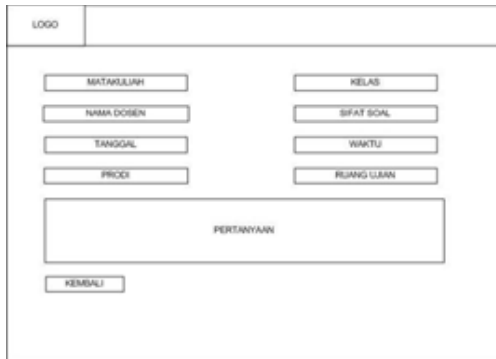 LOGO
MATAKULIAH KELAS
NAMA DOSEN SIFAT SOAL
TANGGAL WAKTU
PRODI RUANG UJIAN
PERTANYAAN
KEMBALI